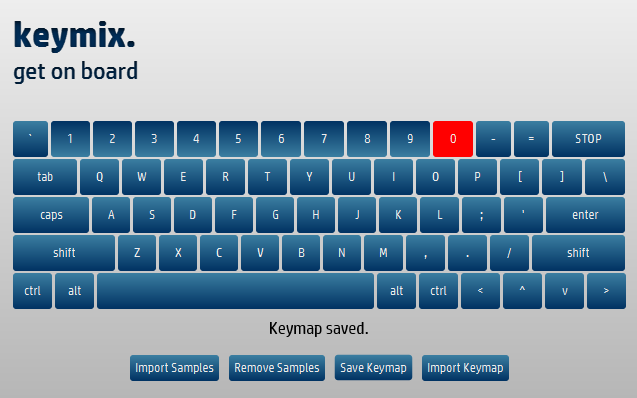 keymix.
get on board
` 1 2 3 4 5 6 7 8 9 0 - = STOP
tab Q W E R T Y U I O P [ ] \
caps A S D F G H J K L ; ' enter
shift Z X C V B N M , . / shift
ctrl alt alt ctrl < ^ v >
Keymap saved.
Import Samples Remove Samples Save Keymap Import Keymap